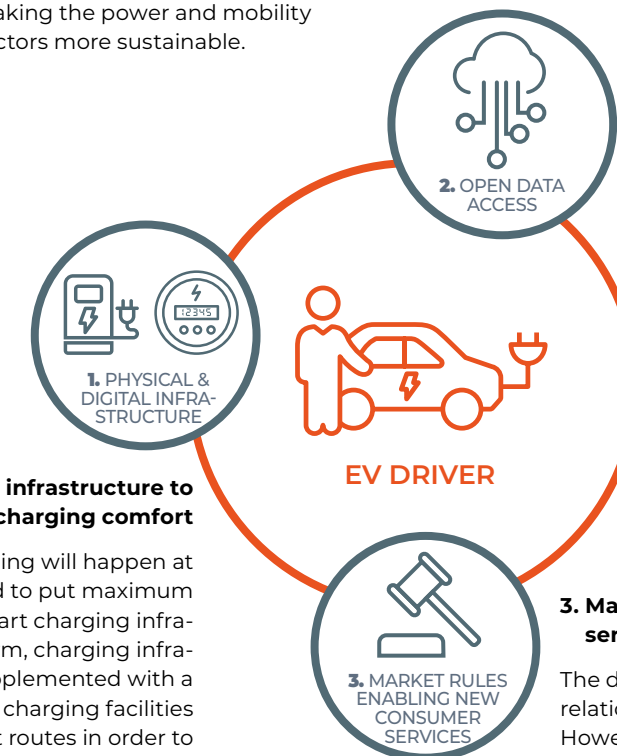 aking the power and mobility
ctors more sustainable.
2. OPEN DATA
ACCESS
12345
1. PHYSICAL &
DIGITAL INFRA-
STRUCTURE
EV DRIVER
infrastructure to
charging comfort
ing will happen at
d to put maximum
art charging infra-
m, charging infra-
pplemented with a
charging facilities
t routes in order to
3. MARKET RULES
ENABLING NEW
CONSUMER
SERVICES
3. Ma
ser
The d
relatio
Howe